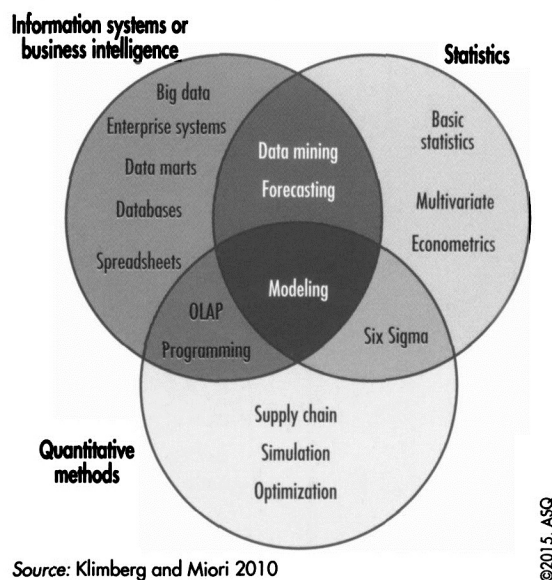 Information systems or
business intelligence
Statistics
Big data
Enterprise systems
Data marts
Databases
Spreadsheets
Data mining
Forecasting
Basic
statistics
Multivariate
Econometrics
Modeling
OLAP
Programming
Six Sigma
Supply chain
Simulation
Optimization
Quantitative
methods
Source: Klimberg and Miori 2010
©2015, ASQ